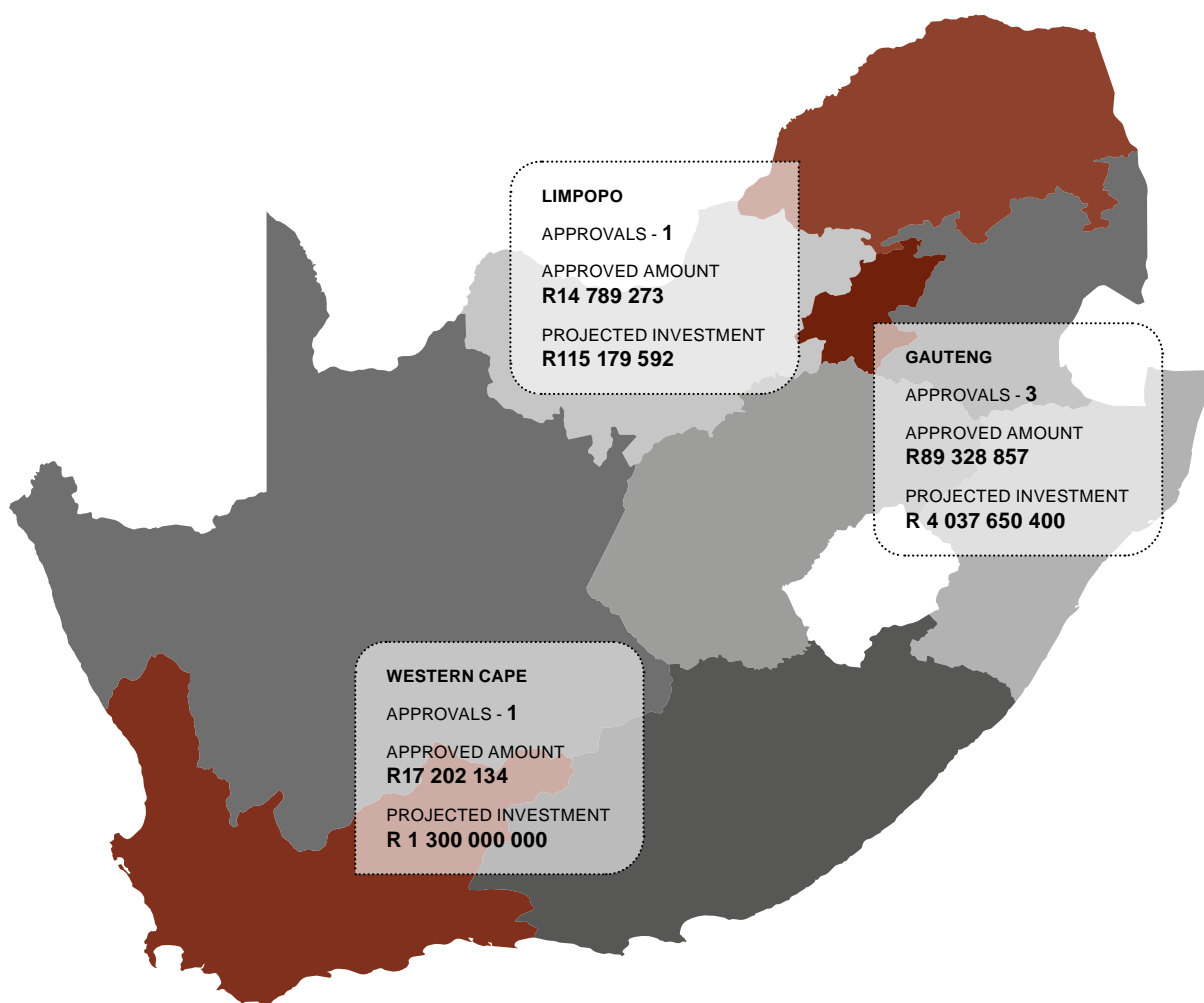 LIMPOPO
APPROVALS - 1
APPROVED AMOUNT
R14 789 273
PROJECTED INVESTMENT
R115 179 592
GAUTENG
APPROVALS - 3
APPROVED AMOUNT
R89 328 857
PROJECTED INVESTMENT
R 4 037 650 400
WESTERN CAPE
APPROVALS - 1
APPROVED AMOUNT
R17 202 134
PROJECTED INVESTMENT
R 1 300 000 000